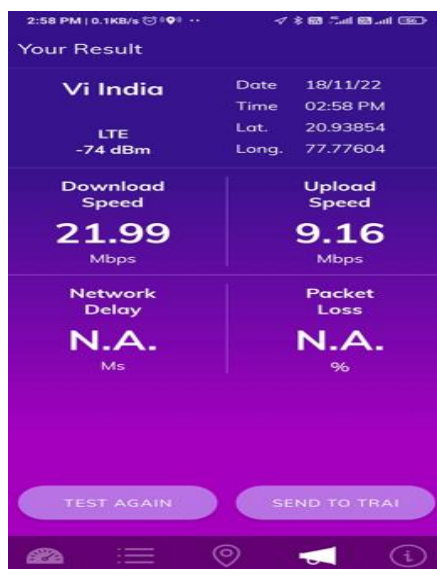 2:58 PM | 0.1KB/s
Your Result
Vi India
LTE
-74 dBm
Date 18/11/22
Time 02:58 PM
Lat. 20.93854
Long. 77.77604
Download
Speed
21.99
Mbps
Upload
Speed
9.16
Mbps
Network
Delay
N.A.
Ms
Packet
Loss
N.A.
%
TEST AGAIN
SEND TO TRAI